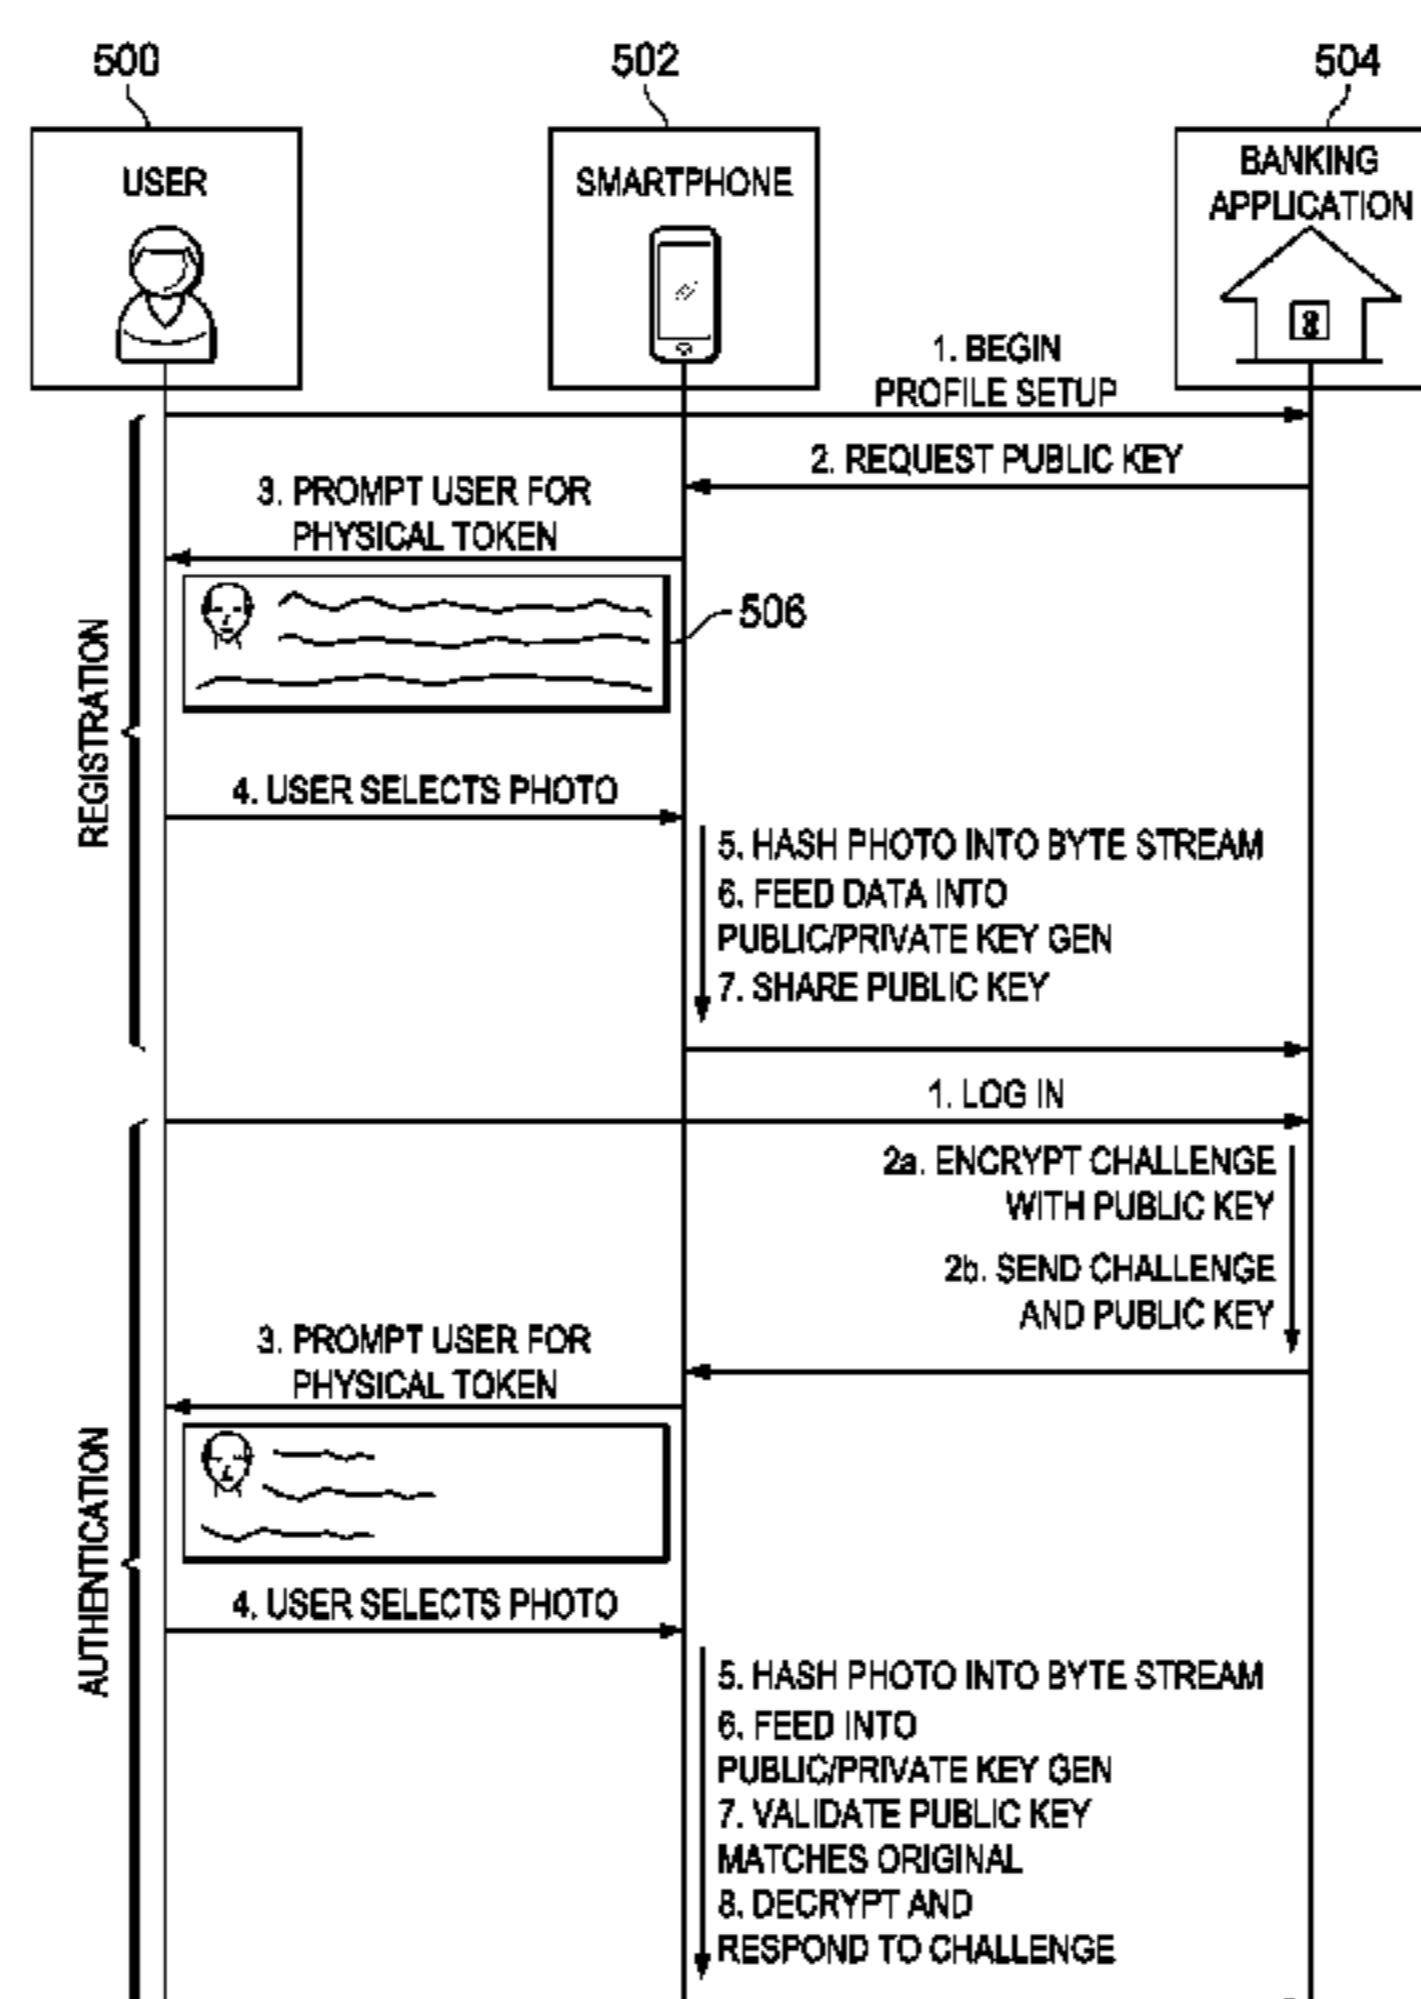 500
502
504
USER
SMARTPHONE
BANKING
APPLICATION
8
1. BEGIN
PROFILE SETUP
2. REQUEST PUBLIC KEY
3. PROMPT USER FOR
PHYSICAL TOKEN
506
REGISTRATION
4. USER SELECTS PHOTO
5. HASH PHOTO INTO BYTE STREAM
6. FEED DATA INTO
PUBLIC/PRIVATE KEY GEN
7. SHARE PUBLIC KEY
1. LOG IN
2a. ENCRYPT CHALLENGE
WITH PUBLIC KEY
2b. SEND CHALLENGE
AND PUBLIC KEY
3. PROMPT USER FOR
PHYSICAL TOKEN
AUTHENTICATION
4. USER SELECTS PHOTO
5. HASH PHOTO INTO BYTE STREAM
6. FEED INTO
PUBLIC/PRIVATE KEY GEN
7. VALIDATE PUBLIC KEY
MATCHES ORIGINAL
8. DECRYPT AND
RESPOND TO CHALLENGE